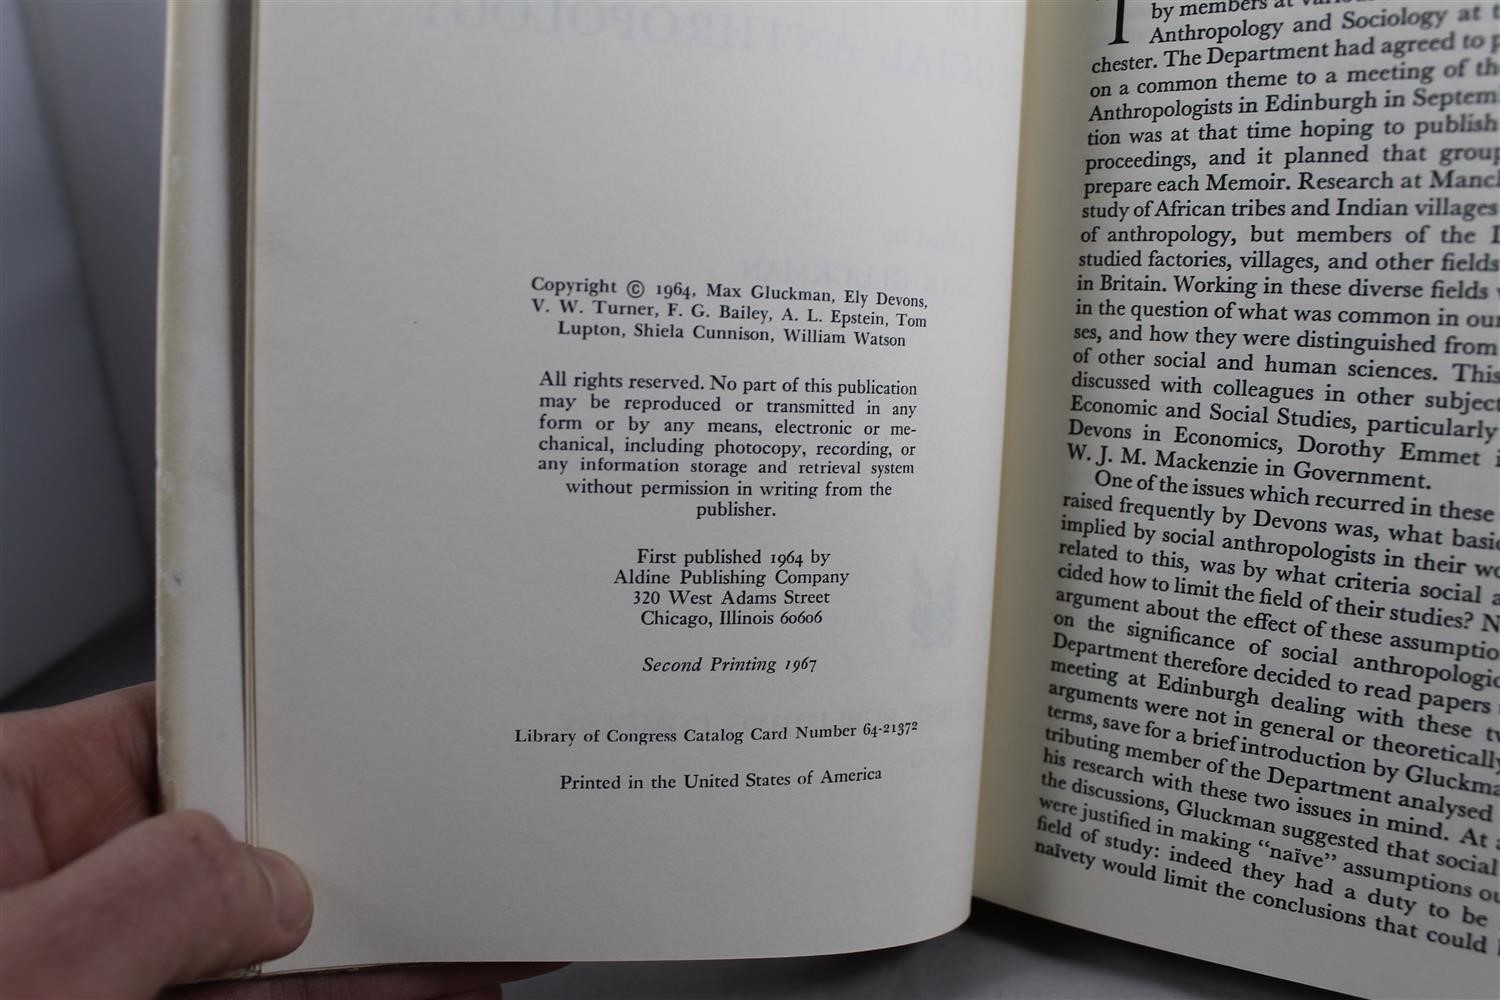 Copyright © 1964, Max Gluckman, Ely Devons,
V. W. Turner, F. G. Bailey, A. L. Epstein, Tom
Lupton, Shiela Cunnison, William Watson
All rights reserved. No part of this publication
may be reproduced or transmitted in any
form or by any means, electronic or me-
chanical, including photocopy, recording, or
any information storage and retrieval system
without permission in writing from the
publisher.
First published 1964 by
Aldine Publishing Company
320 West Adams Street
Chicago, Illinois 60606
Second Printing 1967
Library of Congress Catalog Card Number 64-21372
Printed in the United States of America
by members at
Anthropology and Sociology at
chester. The Department had agreed to
on a common theme to a meeting of
Anthropologists in Edinburgh in
tion was at that time hoping to publish
proceedings, and it planned that
prepare each Memoir. Research at
study of African tribes and Indian villages
of anthropology, but members of the
studied factories, villages, and other fields
in Britain. Working in these diverse fields
in the question of what was common in
ses, and how they were distinguished from
of other social and human sciences. This
discussed with colleagues in other
Economic and Social Studies, particularly
Devons in Economics, Dorothy Emmet
W. J. M. Mackenzie in Government.
One of the issues which recurred in these
raised frequently by Devons was, what
implied by social anthropologists in their
related to this, was by what criteria social
cided how to limit the field of their studies?
argument about the effect of these
on the significance of social
Department therefore decided to read papers
meeting at Edinburgh dealing with these
arguments were not in general or theoretically
terms, save for a brief introduction by
tributing member of the Department analysed
his research with these two issues in mind. At
the discussions, Gluckman suggested that social
were justified in making "naïve" assumptions
field of study: indeed they had a duty to be
naïvety would limit the conclusions that could